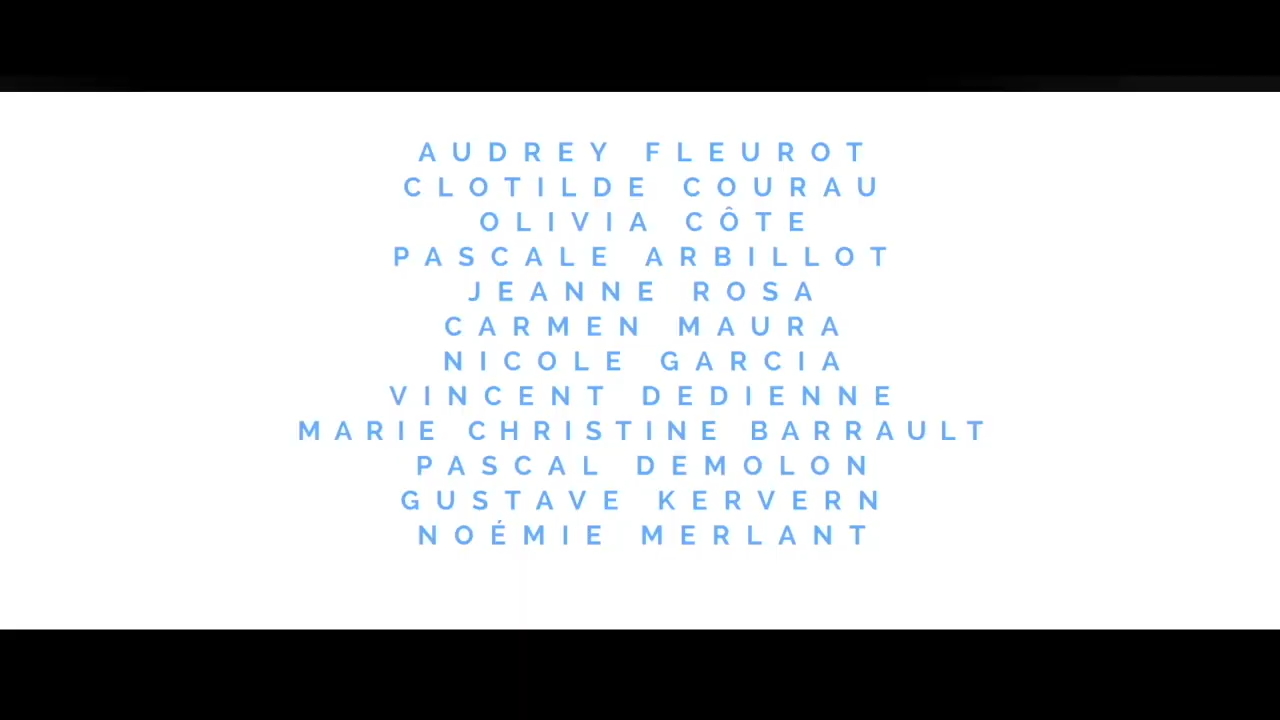 AUDREY FLEUROT
CLOTILDE COURAU
OLIVIA CÔTE
PASCALE ARBILLOT
JEANNE ROSA
CARMEN MAURA
NICOLE GARCIA
VINCENT DEDIENNE
MARIE CHRISTINE BARRAULT
PASCAL DEMOLON
GUSTAVE KERVERN
NOÉMIE MERLANT